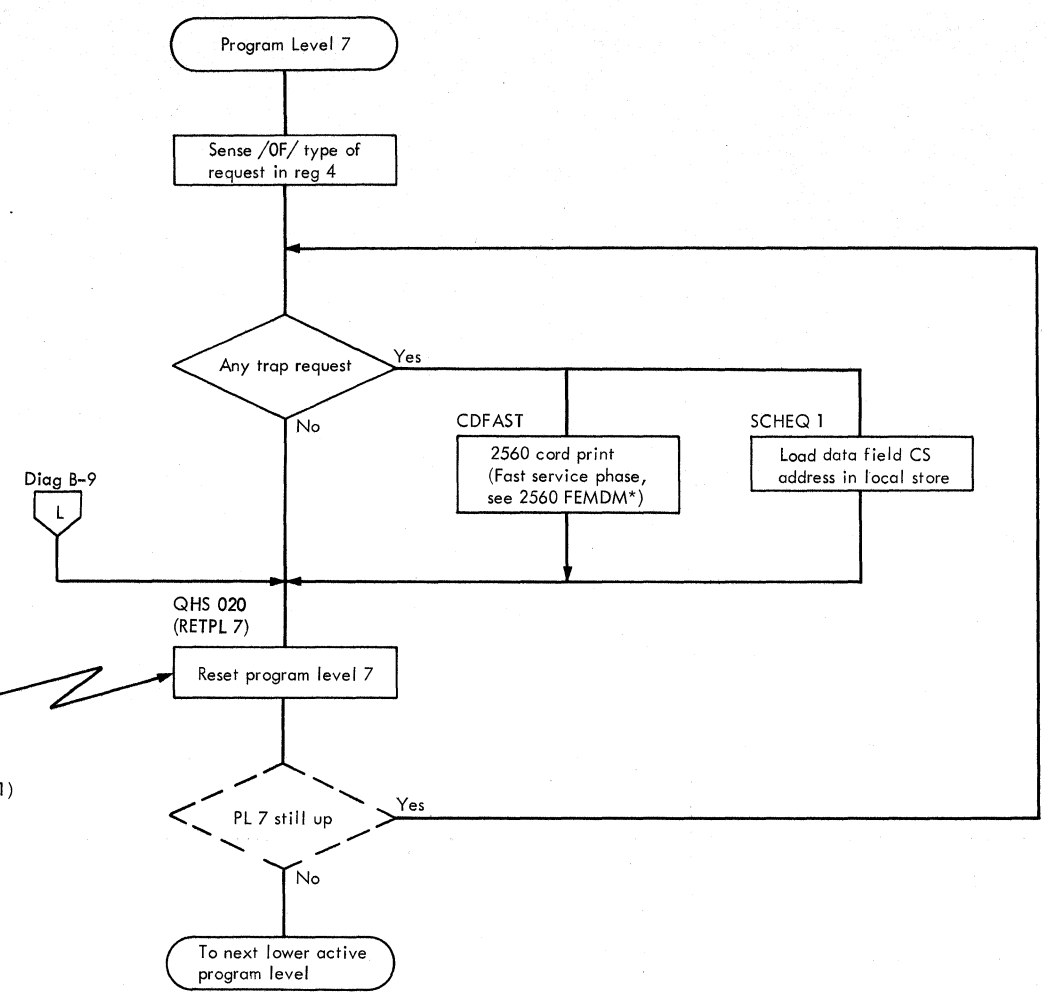 Program Level 7
Sense /0F/ type of
request in reg 4
Any trap request
Yes
No
CDFAST
2560 cord print
(Fast service phase,
see 2560 FEMDM*)
SCHEQ 1
Load data field CS
address in local store
Diag B-9
L
QHS 020
(RETPL 7)
Reset program level 7
1)
PL 7 still up
Yes
No
To next lower active
program level